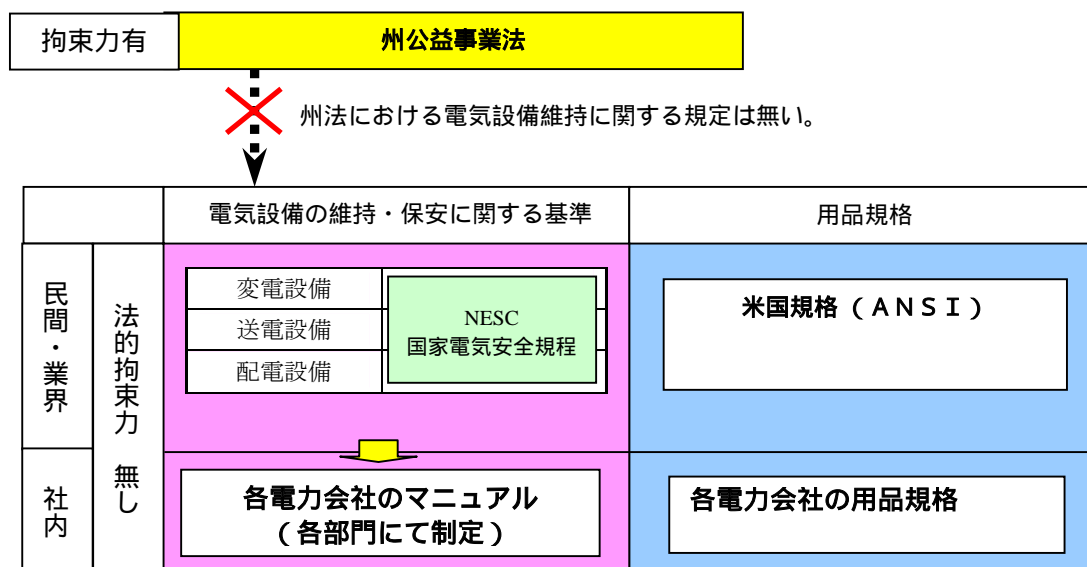 拘束力有
州公益事業法
州法における電気設備維持に関する規定は無い。
電気設備の維持・保安に関する基準
用品規格
民間・業界
法的拘束力 無し
変電設備
送電設備
配電設備
NESC
国家電気安全規程
米国規格（ＡＮＳＩ）
社内
各電力会社のマニュアル
（各部門にて制定）
各電力会社の用品規格